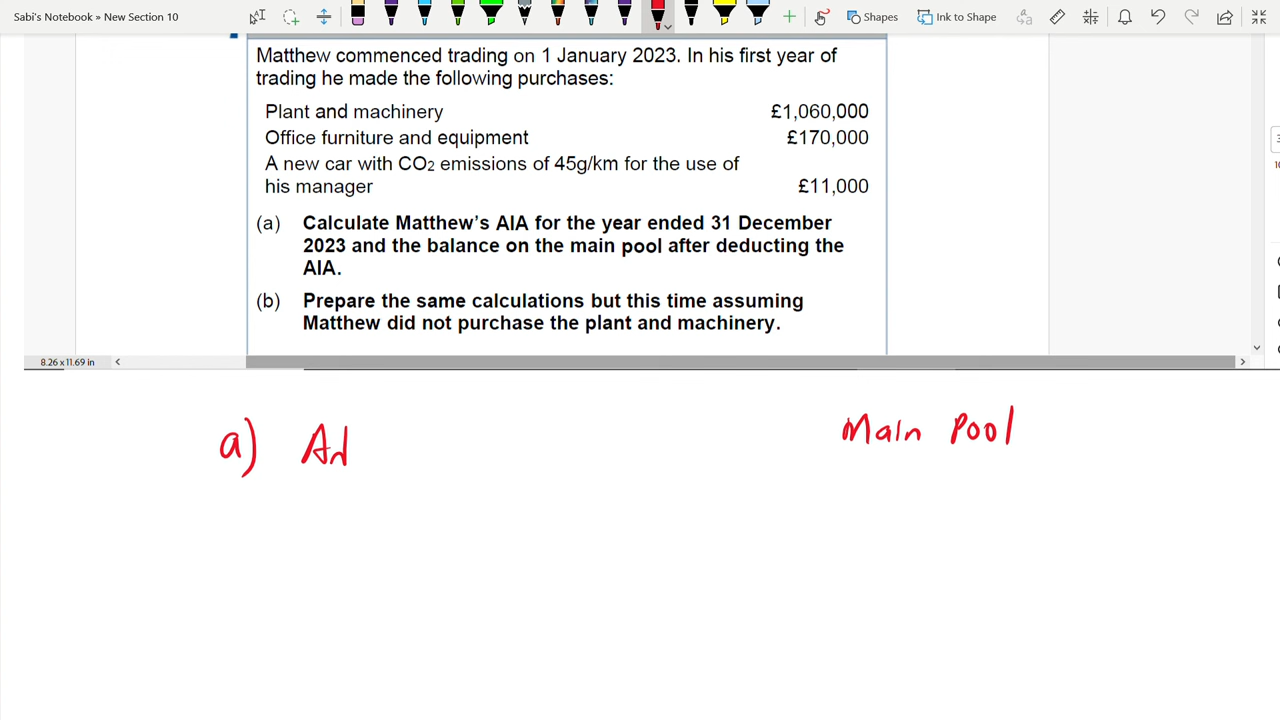 Sabi's Notebook » New Section 10
Shapes
Ink to Shape
Matthew commenced trading on 1 January 2023. In his first year of
trading he made the following purchases:
Plant and machinery £1,060,000
Office furniture and equipment £170,000
A new car with CO2 emissions of 45g/km for the use of
his manager £11,000
(a) Calculate Matthew's AIA for the year ended 31 December
2023 and the balance on the main pool after deducting the
AIA.
(b) Prepare the same calculations but this time assuming
Matthew did not purchase the plant and machinery.
8.26 x 11.69 in
a) Ad Main Pool